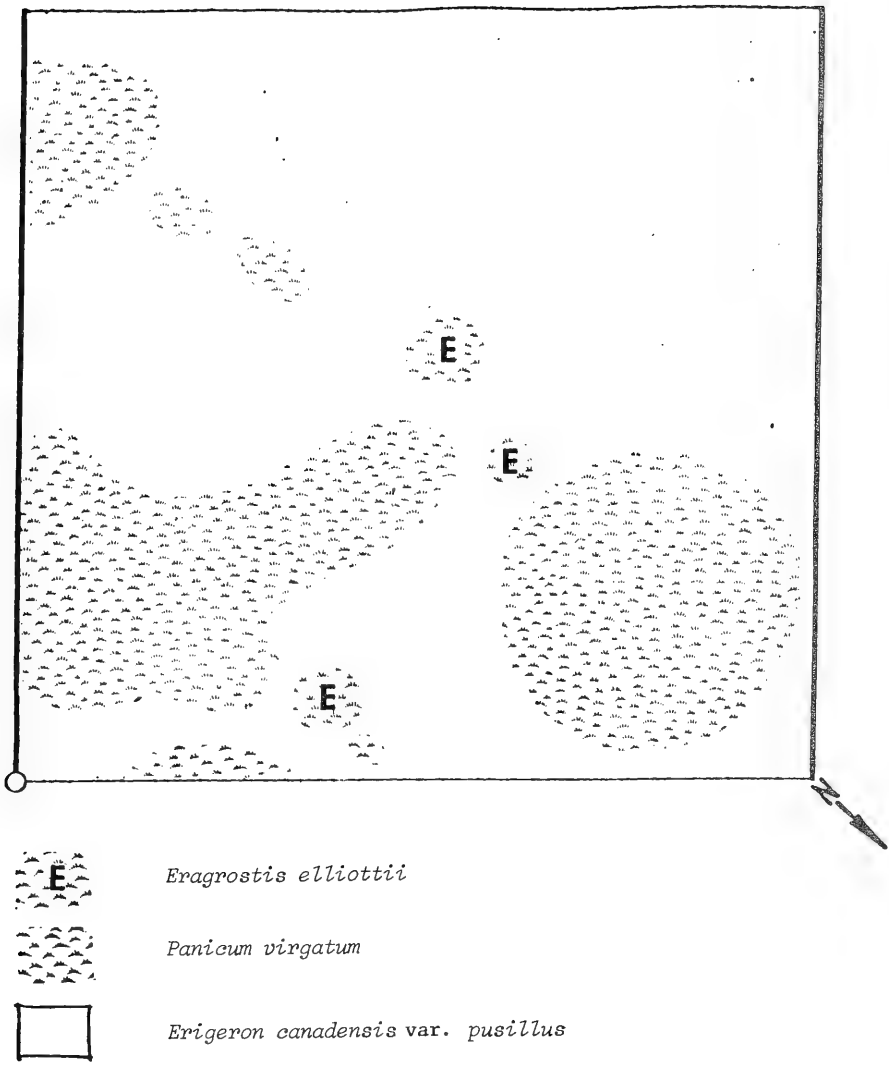 E
E
E
N
E Eragrostis elliottii
Panicum virgatum
Erigeron canadensis var. pusillus